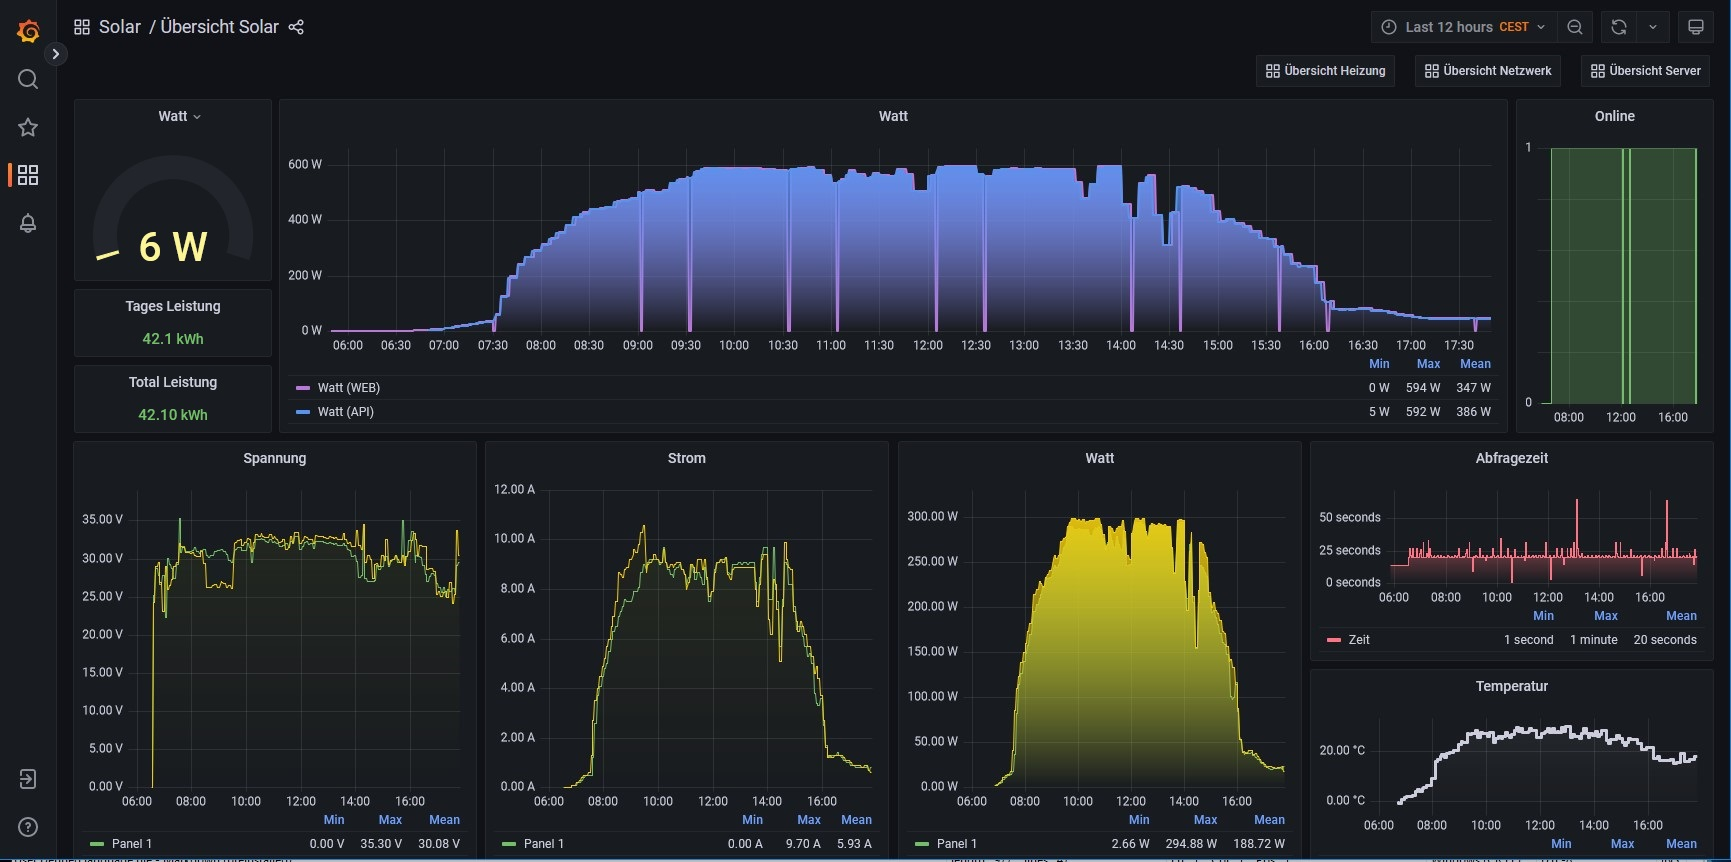 Solar / Übersicht Solar
Last 12 hours CEST
Übersicht Heizung Übersicht Netzwerk Übersicht Server
Watt
6 W
Tages Leistung
42.1 kWh
Total Leistung
42.10 kWh
Watt
600 W
400 W
200 W
0 W
06:00 06:30 07:00 07:30 08:00 08:30 09:00 09:30 10:00 10:30 11:00 11:30 12:00 12:30 13:00 13:30 14:00 14:30 15:00 15:30 16:00 16:30 17:00 17:30
Min Max Mean
Watt (WEB) 0 W 594 W 347 W
Watt (API) 5 W 592 W 386 W
Online
1
0
08:00 12:00 16:00
Spannung
35.00 V
30.00 V
25.00 V
20.00 V
15.00 V
10.00 V
5.00 V
0.00 V
06:00 08:00 10:00 12:00 14:00 16:00
Min Max Mean
Panel 1 0.00 V 35.30 V 30.08 V
Strom
12.00 A
10.00 A
8.00 A
6.00 A
4.00 A
2.00 A
0.00 A
06:00 08:00 10:00 12:00 14:00 16:00
Min Max Mean
Panel 1 0.00 A 9.70 A 5.93 A
Watt
300.00 W
250.00 W
200.00 W
150.00 W
100.00 W
50.00 W
0.00 W
06:00 08:00 10:00 12:00 14:00 16:00
Min Max Mean
Panel 1 2.66 W 294.88 W 188.72 W
Abfragezeit
50 seconds
25 seconds
0 seconds
06:00 08:00 10:00 12:00 14:00 16:00
Min Max Mean
Zeit 1 second 1 minute 20 seconds
Temperatur
20.00 °C
0.00 °C
06:00 08:00 10:00 12:00 14:00 16:00
Min Max Mean